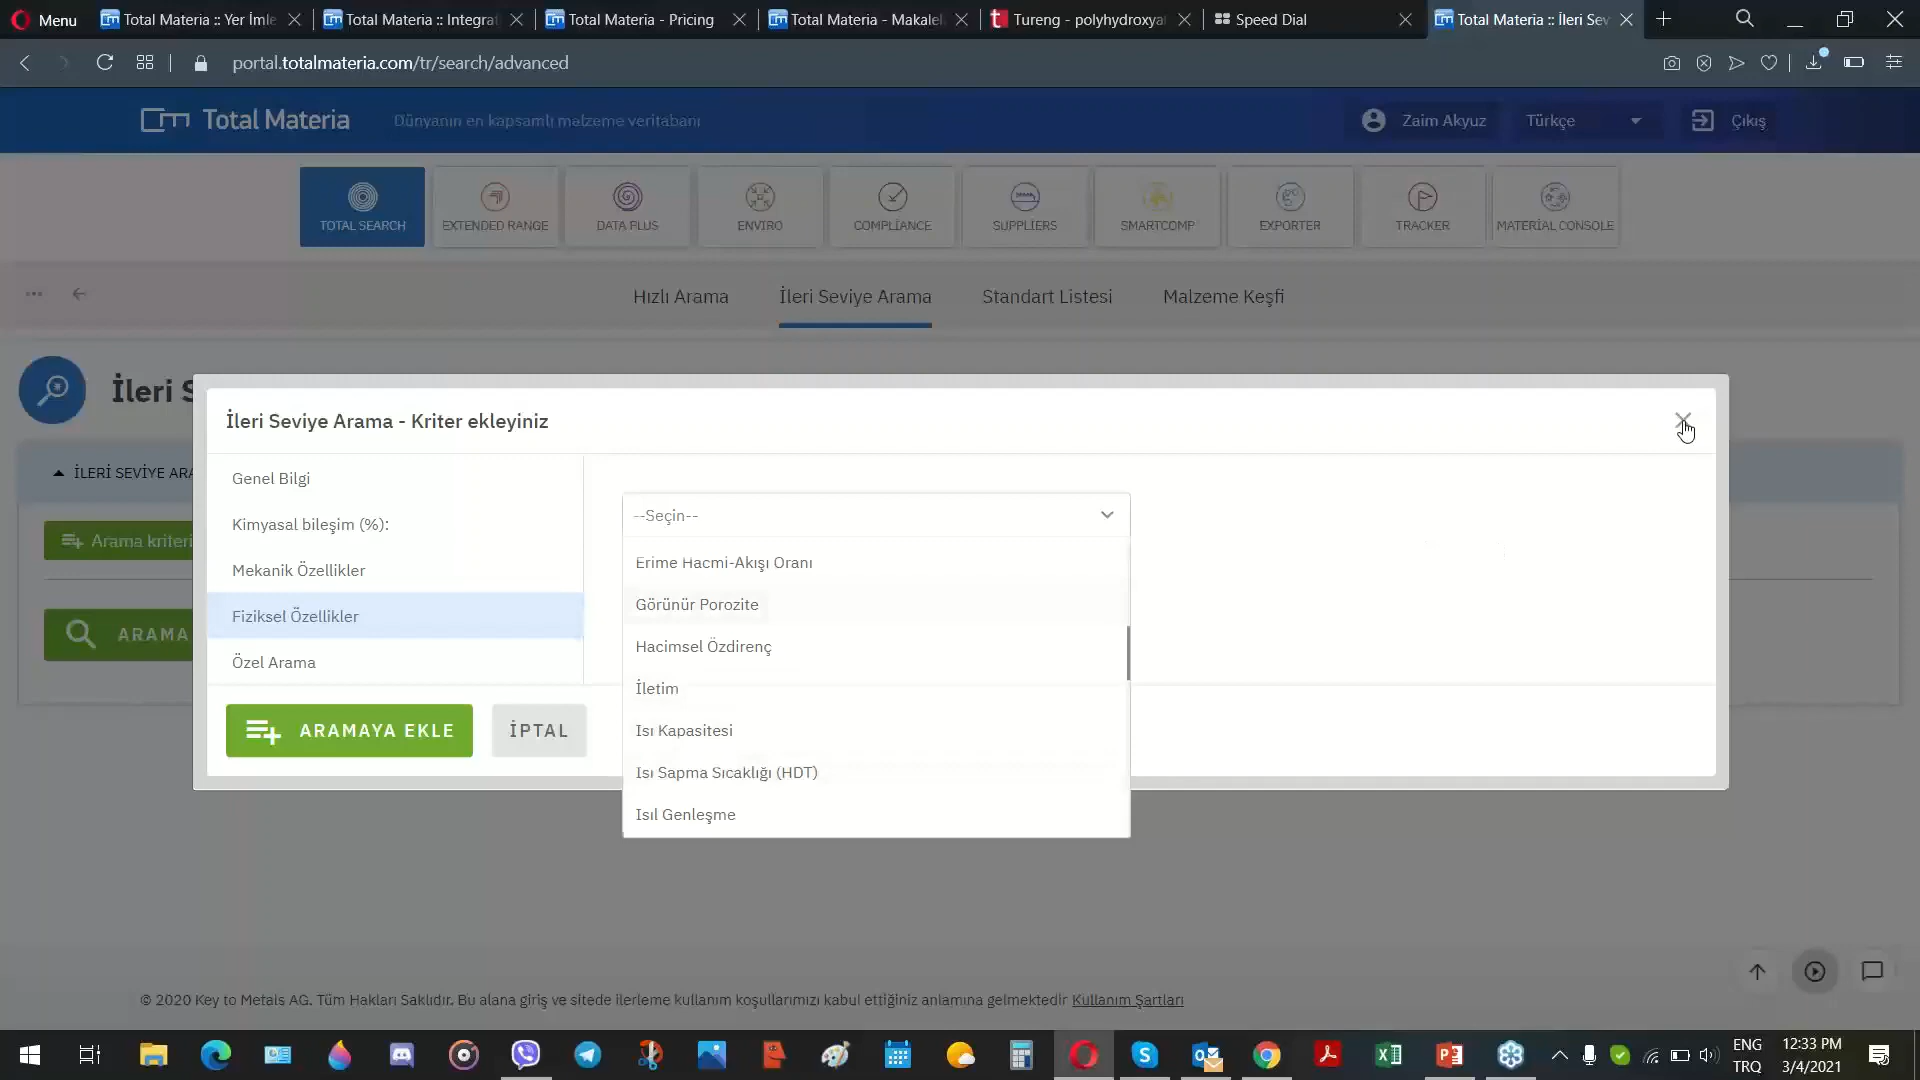 Menu
Total Materia :: Yer İmle
Total Materia :: Integrat
Total Materia - Pricing
Total Materia - Makalel
Tureng - polyhydroxya
Speed Dial
Total Materia :: İleri Sev
portal.totalmateria.com/tr/search/advanced
Total Materia
Dünyanın en kapsamlı malzeme veritabanı
Zaim Akyuz
Türkçe
Çıkış
TOTAL SEARCH
EXTENDED RANGE
DATA PLUS
ENVIRO
COMPLIANCE
SUPPLIERS
SMARTCOMP
EXPORTER
TRACKER
MATERİAL CONSOLE
Hızlı Arama
İleri Seviye Arama
Standart Listesi
Malzeme Keşfi
İleri S
İLERİ SEVİYE ARA
Arama kriteri
ARAMA
İleri Seviye Arama - Kriter ekleyiniz
Genel Bilgi
Kimyasal bileşim (%):
Mekanik Özellikler
Fiziksel Özellikler
Özel Arama
--Seçin--
Erime Hacmi-Akışı Oranı
Görünür Porozite
Hacimsel Özdirenç
İletim
Isı Kapasitesi
Isı Sapma Sıcaklığı (HDT)
Isıl Genleşme
ARAMAYA EKLE
İPTAL
© 2020 Key to Metals AG. Tüm Hakları Saklıdır. Bu alana giriş ve sitede ilerleme kullanım koşullarımızı kabul ettiğiniz anlamına gelmektedir Kullanım Şartları
ENG
TRQ
12:33 PM
3/4/2021